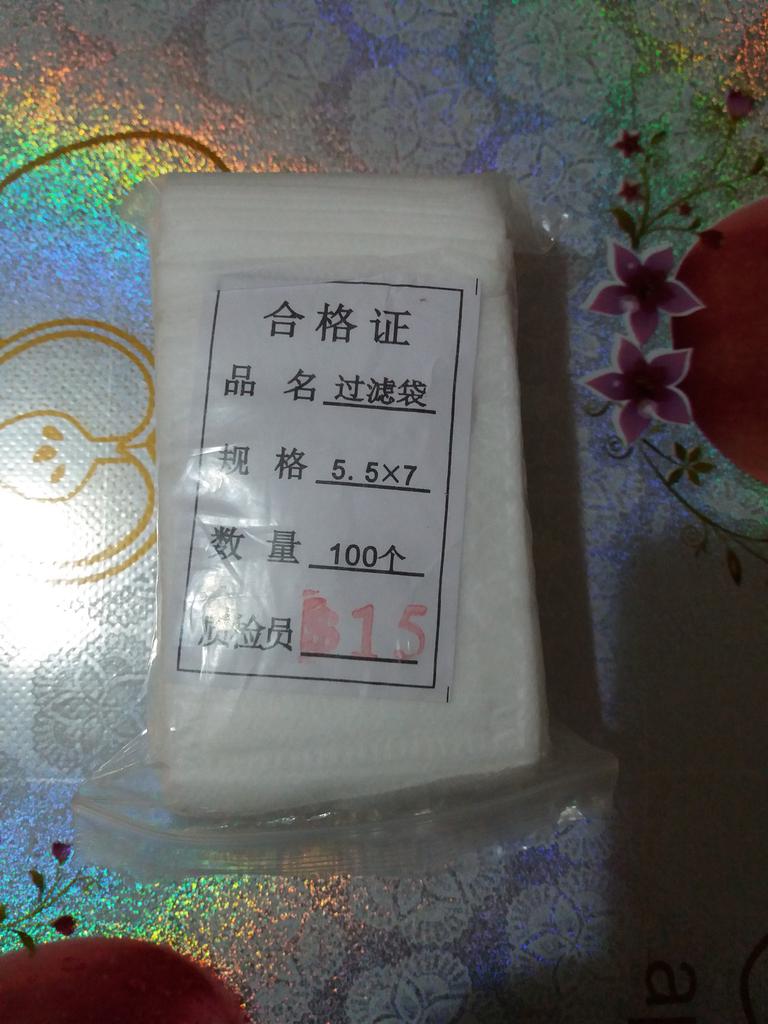 合格证
品 名 过滤袋
规 格 5.5×7
数 量 100个
质检员 15